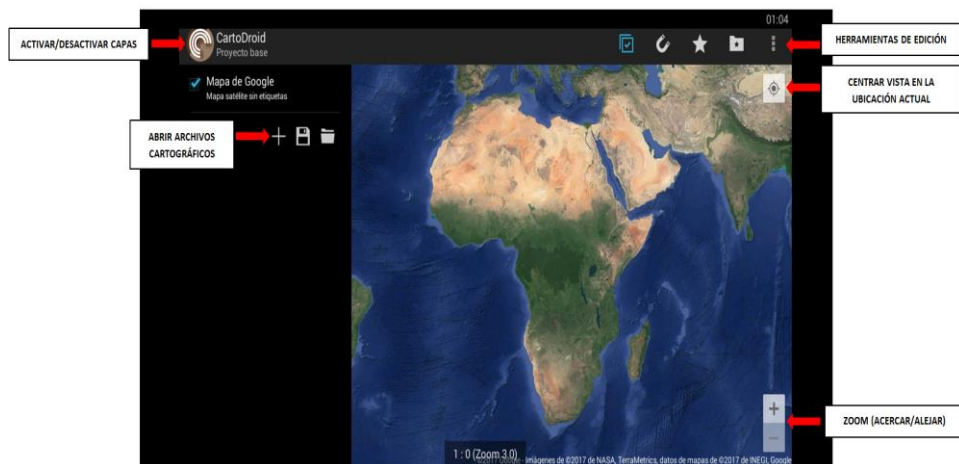 01:04
ACTIVAR/DESACTIVAR CAPAS
CartoDroid
Proyecto base
HERRAMIENTAS DE EDICIÓN
Mapa de Google
Mapa satélite sin etiquetas
CENTRAR VISTA EN LA
UBICACIÓN ACTUAL
ABRIR ARCHIVOS
CARTOGRÁFICOS
ZOOM (ACERCAR/ALEJAR)
1 : 0 (Zoom 3.0)
©2017 Google - Imágenes de ©2017 de NASA, TerraMetrics, datos de mapas de ©2017 de INEGI, Google